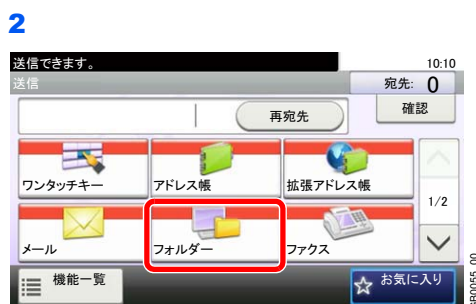 2
送信できます。 10:10
送信 宛先: 0
再宛先 確認
ワンタッチキー アドレス帳 拡張アドレス帳
1/2
メール フォルダー ファクス
機能一覧 お気に入り